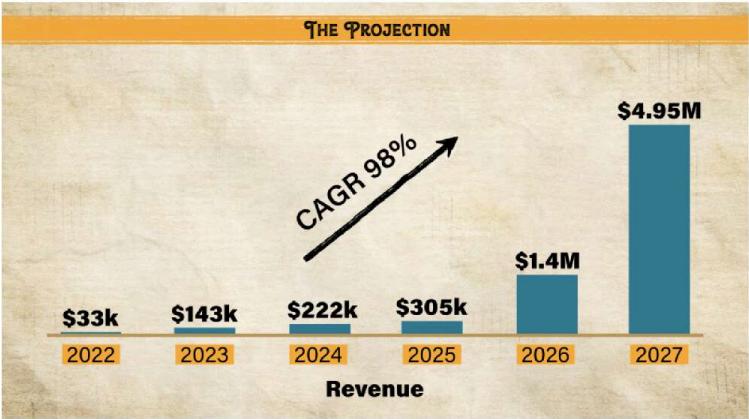 THE PROJECTION
$4.95M
CAGR 98%
$1.4M
$33k
$143k
$222k
$305k
2022
2023
2024
2025
2026
2027
Revenue